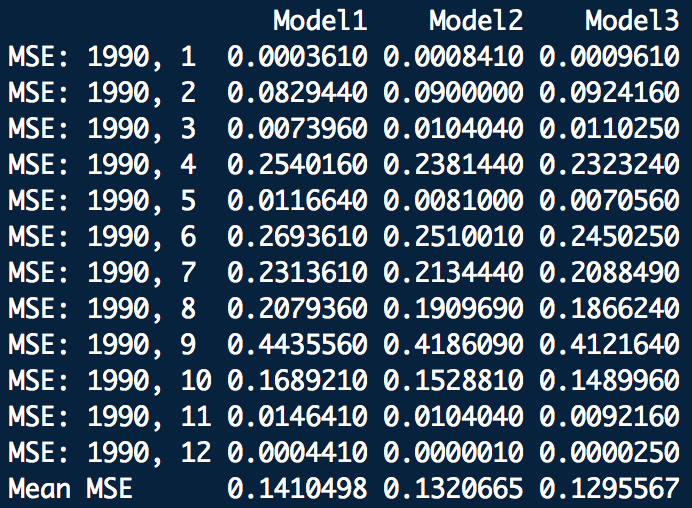 Model1 Model2 Model3
MSE: 1990, 1 0.0003610 0.0008410 0.0009610
MSE: 1990, 2 0.0829440 0.0900000 0.0924160
MSE: 1990, 3 0.0073960 0.0104040 0.0110250
MSE: 1990, 4 0.2540160 0.2381440 0.2323240
MSE: 1990, 5 0.0116640 0.0081000 0.0070560
MSE: 1990, 6 0.2693610 0.2510010 0.2450250
MSE: 1990, 7 0.2313610 0.2134440 0.2088490
MSE: 1990, 8 0.2079360 0.1909690 0.1866240
MSE: 1990, 9 0.4435560 0.4186090 0.4121640
MSE: 1990, 10 0.1689210 0.1528810 0.1489960
MSE: 1990, 11 0.0146410 0.0104040 0.0092160
MSE: 1990, 12 0.0004410 0.0000010 0.0000250
Mean MSE 0.1410498 0.1320665 0.1295567